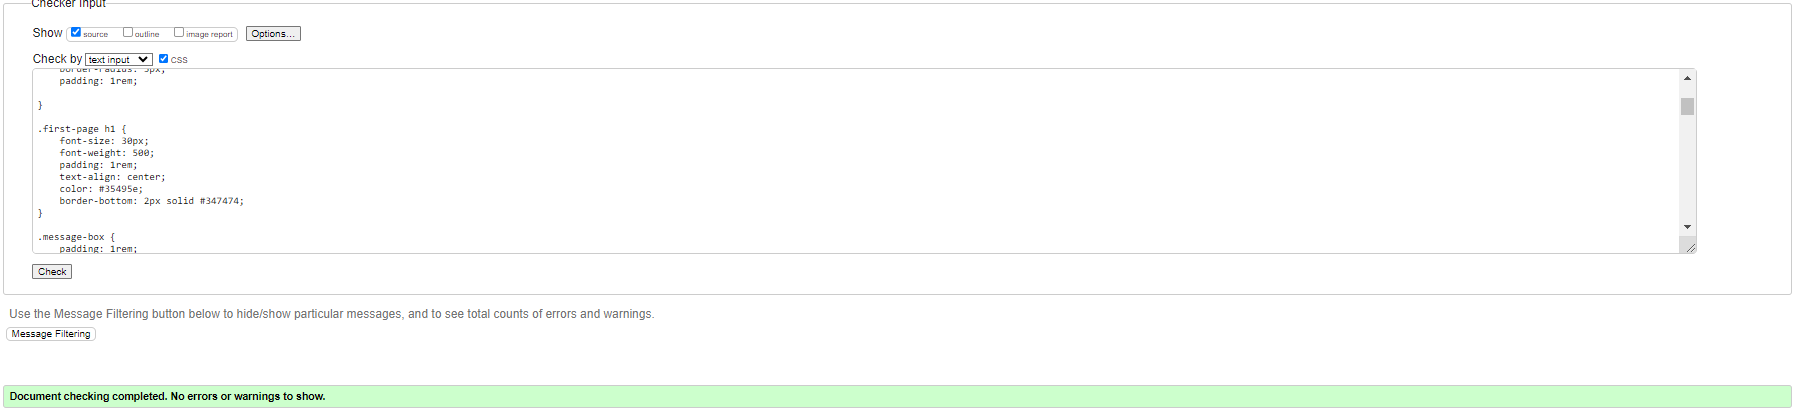 Checker Input
Show source outline image report Options...
Check by text input css
border-radius: 5px;
padding: 1rem;
}
.first-page h1 {
font-size: 30px;
font-weight: 500;
padding: 1rem;
text-align: center;
color: #35495e;
border-bottom: 2px solid #347474;
}
.message-box {
padding: 1rem;
Check
Use the Message Filtering button below to hide/show particular messages, and to see total counts of errors and warnings.
Message Filtering
Document checking completed. No errors or warnings to show.